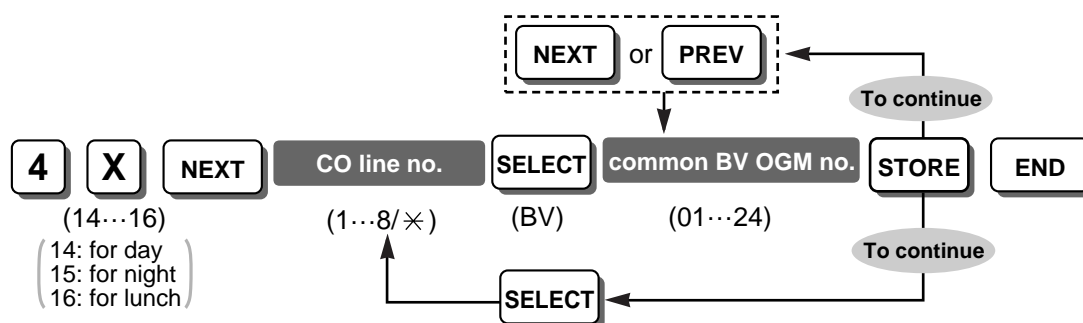 NEXT or PREV
To continue
4 X NEXT CO line no. SELECT common BV OGM no. STORE END
(14···16) (1···8/✳) (BV) (01···24)
14: for day
15: for night
16: for lunch
To continue
SELECT